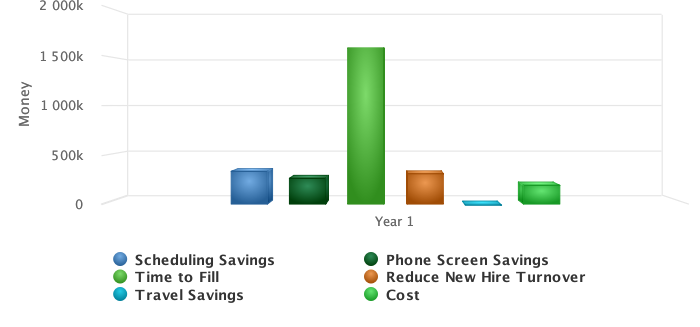 2 000k
1 500k
1 000k
500k
0
Money
Year 1
Scheduling Savings
Phone Screen Savings
Time to Fill
Reduce New Hire Turnover
Travel Savings
Cost